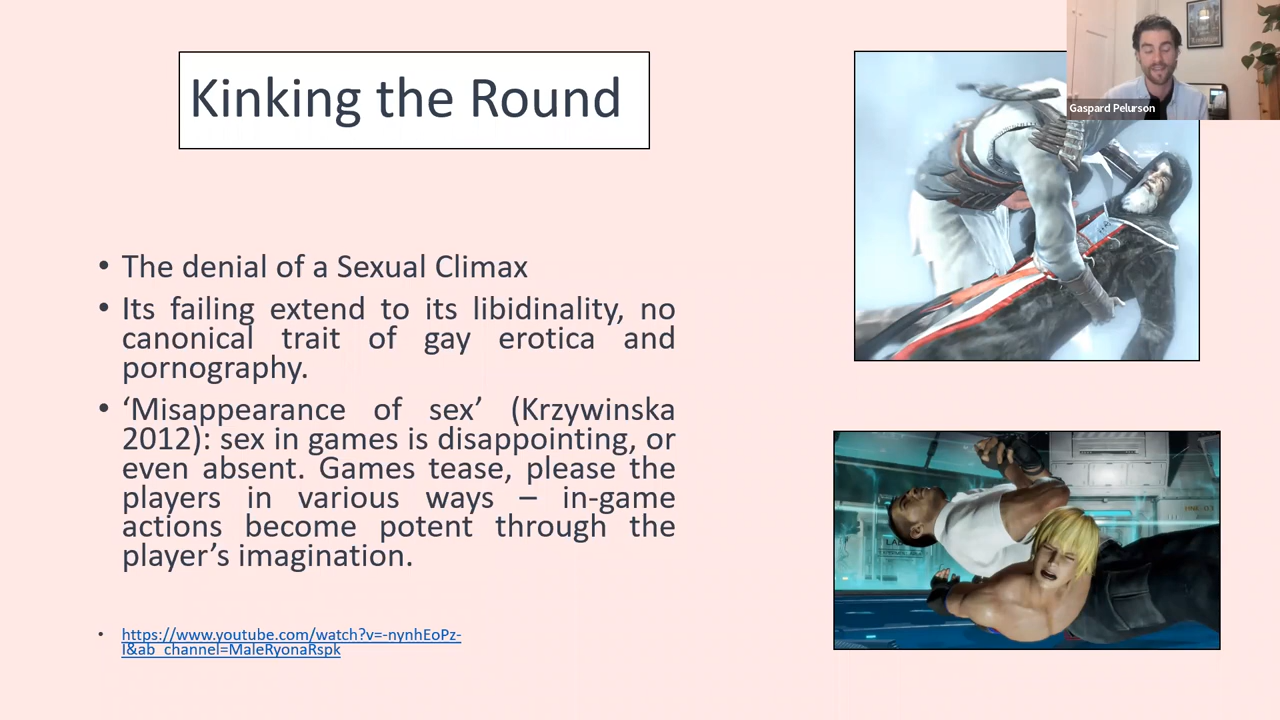 Kinking the Round
Gaspard Pelurson
• The denial of a Sexual Climax
• Its failing extend to its libidinality, no
canonical trait of gay erotica and
pornography.
• ‘Misappearance of sex’ (Krzywinska
2012): sex in games is disappointing, or
even absent. Games tease, please the
players in various ways – in-game
actions become potent through the
player’s imagination.
• https://www.youtube.com/watch?v=-nynhEoPz-
I&ab_channel=MaleRyonaRspk